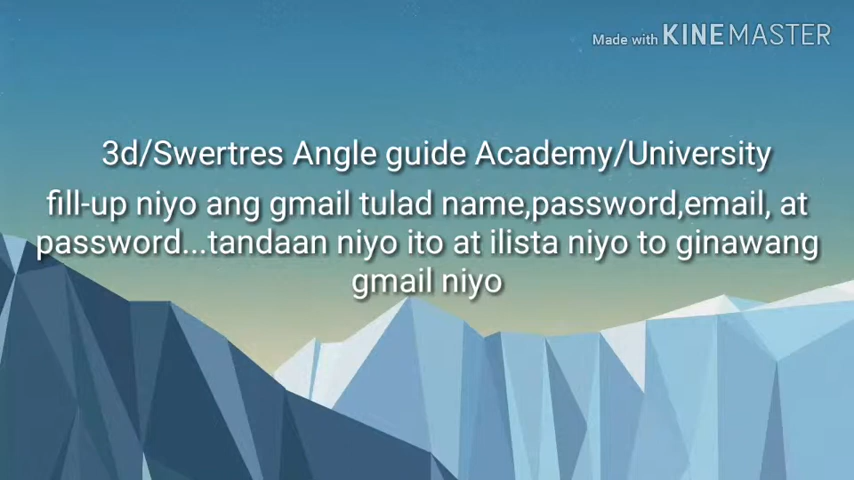 Made with KINEMASTER
3d/Swertres Angle guide Academy/University
fill-up niyo ang gmail tulad name,password,email, at
password...tandaan niyo ito at ilista niyo to ginawang
gmail niyo